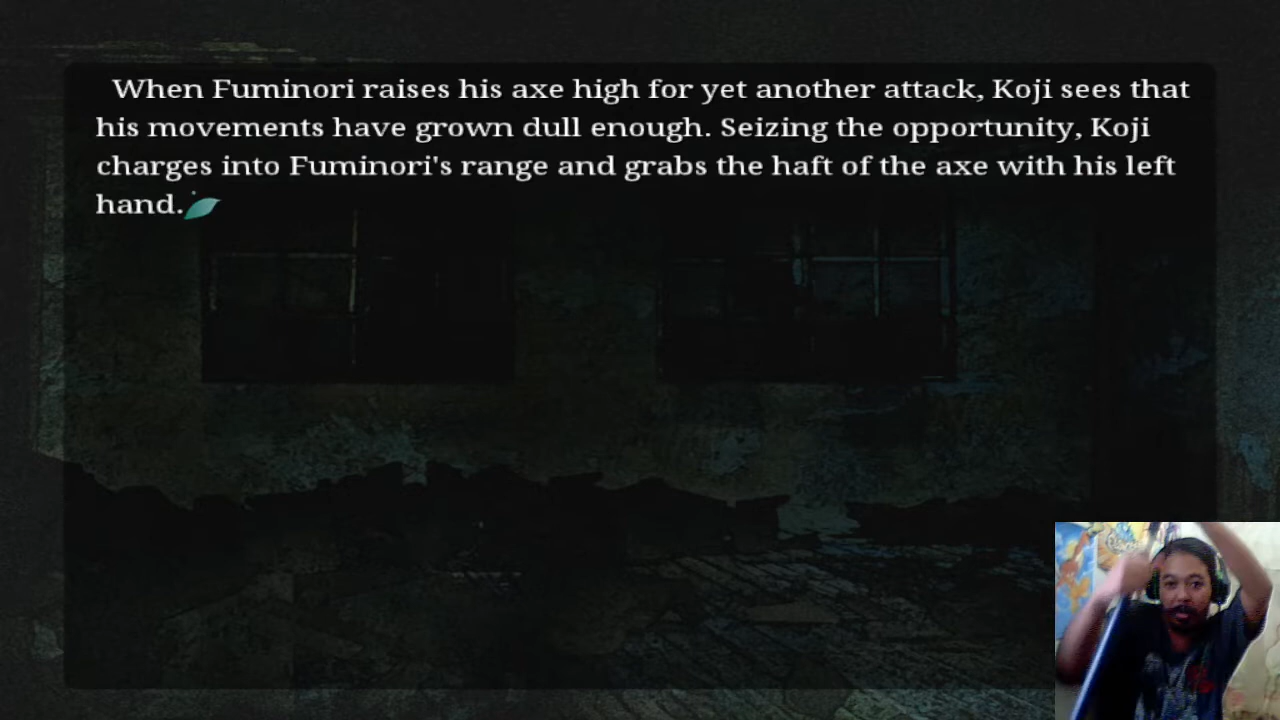 When Fuminori raises his axe high for yet another attack, Koji sees that
his movements have grown dull enough. Seizing the opportunity, Koji
charges into Fuminori's range and grabs the haft of the axe with his left
hand.